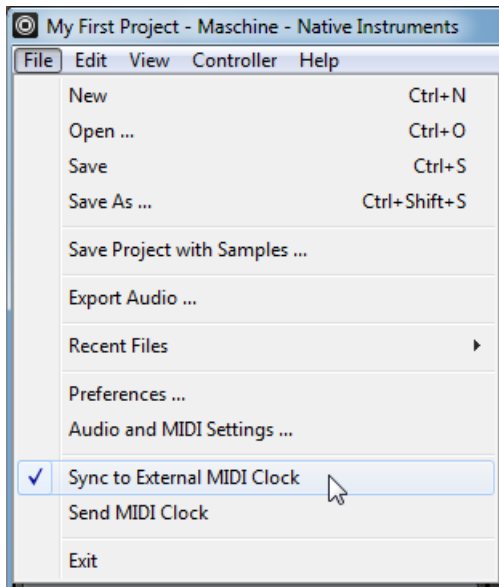 My First Project - Maschine - Native Instruments
File Edit View Controller Help
New Ctrl+N
Open ... Ctrl+O
Save Ctrl+S
Save As ... Ctrl+Shift+S
Save Project with Samples ...
Export Audio ...
Recent Files
Preferences ...
Audio and MIDI Settings ...
Sync to External MIDI Clock
Send MIDI Clock
Exit